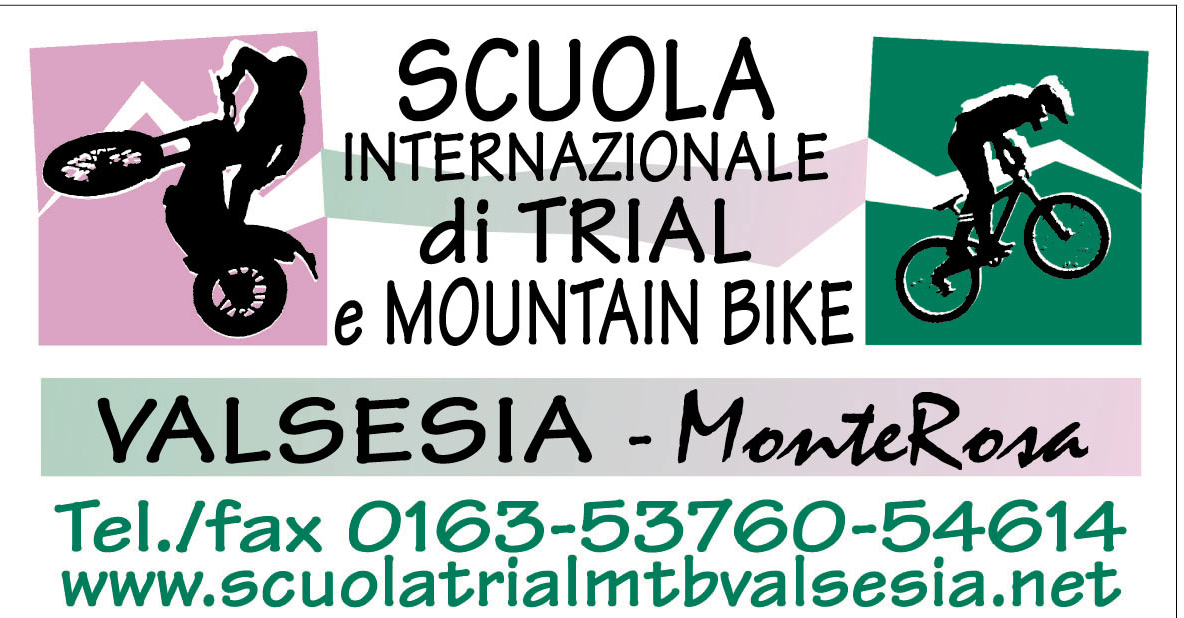 SCUOLA
INTERNAZIONALE
di TRIAL
e MOUNTAIN BIKE
VALSESIA - MonteRosa
Tel./fax 0163-53760-54614
www.scuolatrialmtbvalsesia.net